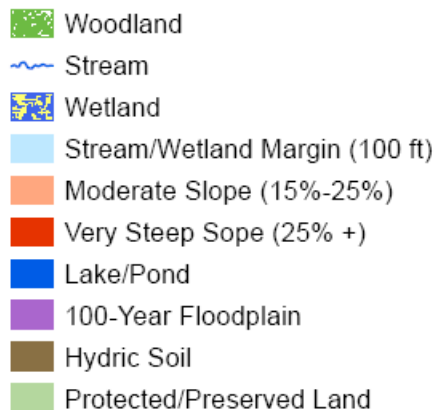 Woodland
Stream
Wetland
Stream/Wetland Margin (100 ft)
Moderate Slope (15%-25%)
Very Steep Sope (25% +)
Lake/Pond
100-Year Floodplain
Hydric Soil
Protected/Preserved Land